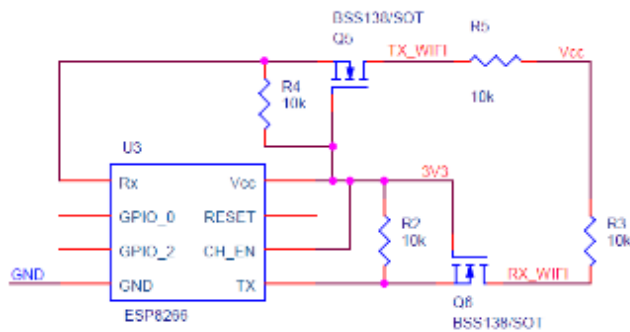 BSS138/SOT
Q5
TX_WIFI
R5
10k
Vcc
R4
10k
U3
Rx
Vcc
3V3
GPIO_0
RESET
GPIO_2
CH_EN
GND
GND
TX
ESP8266
R2
10k
R3
10k
RX_WIFI
Q6
BSS138/SOT